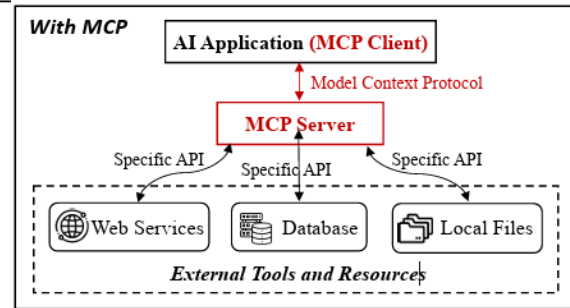 With MCP
AI Application (MCP Client)
Model Context Protocol
MCP Server
Specific API
Specific API
Specific API
Web Services
Database
Local Files
External Tools and Resources